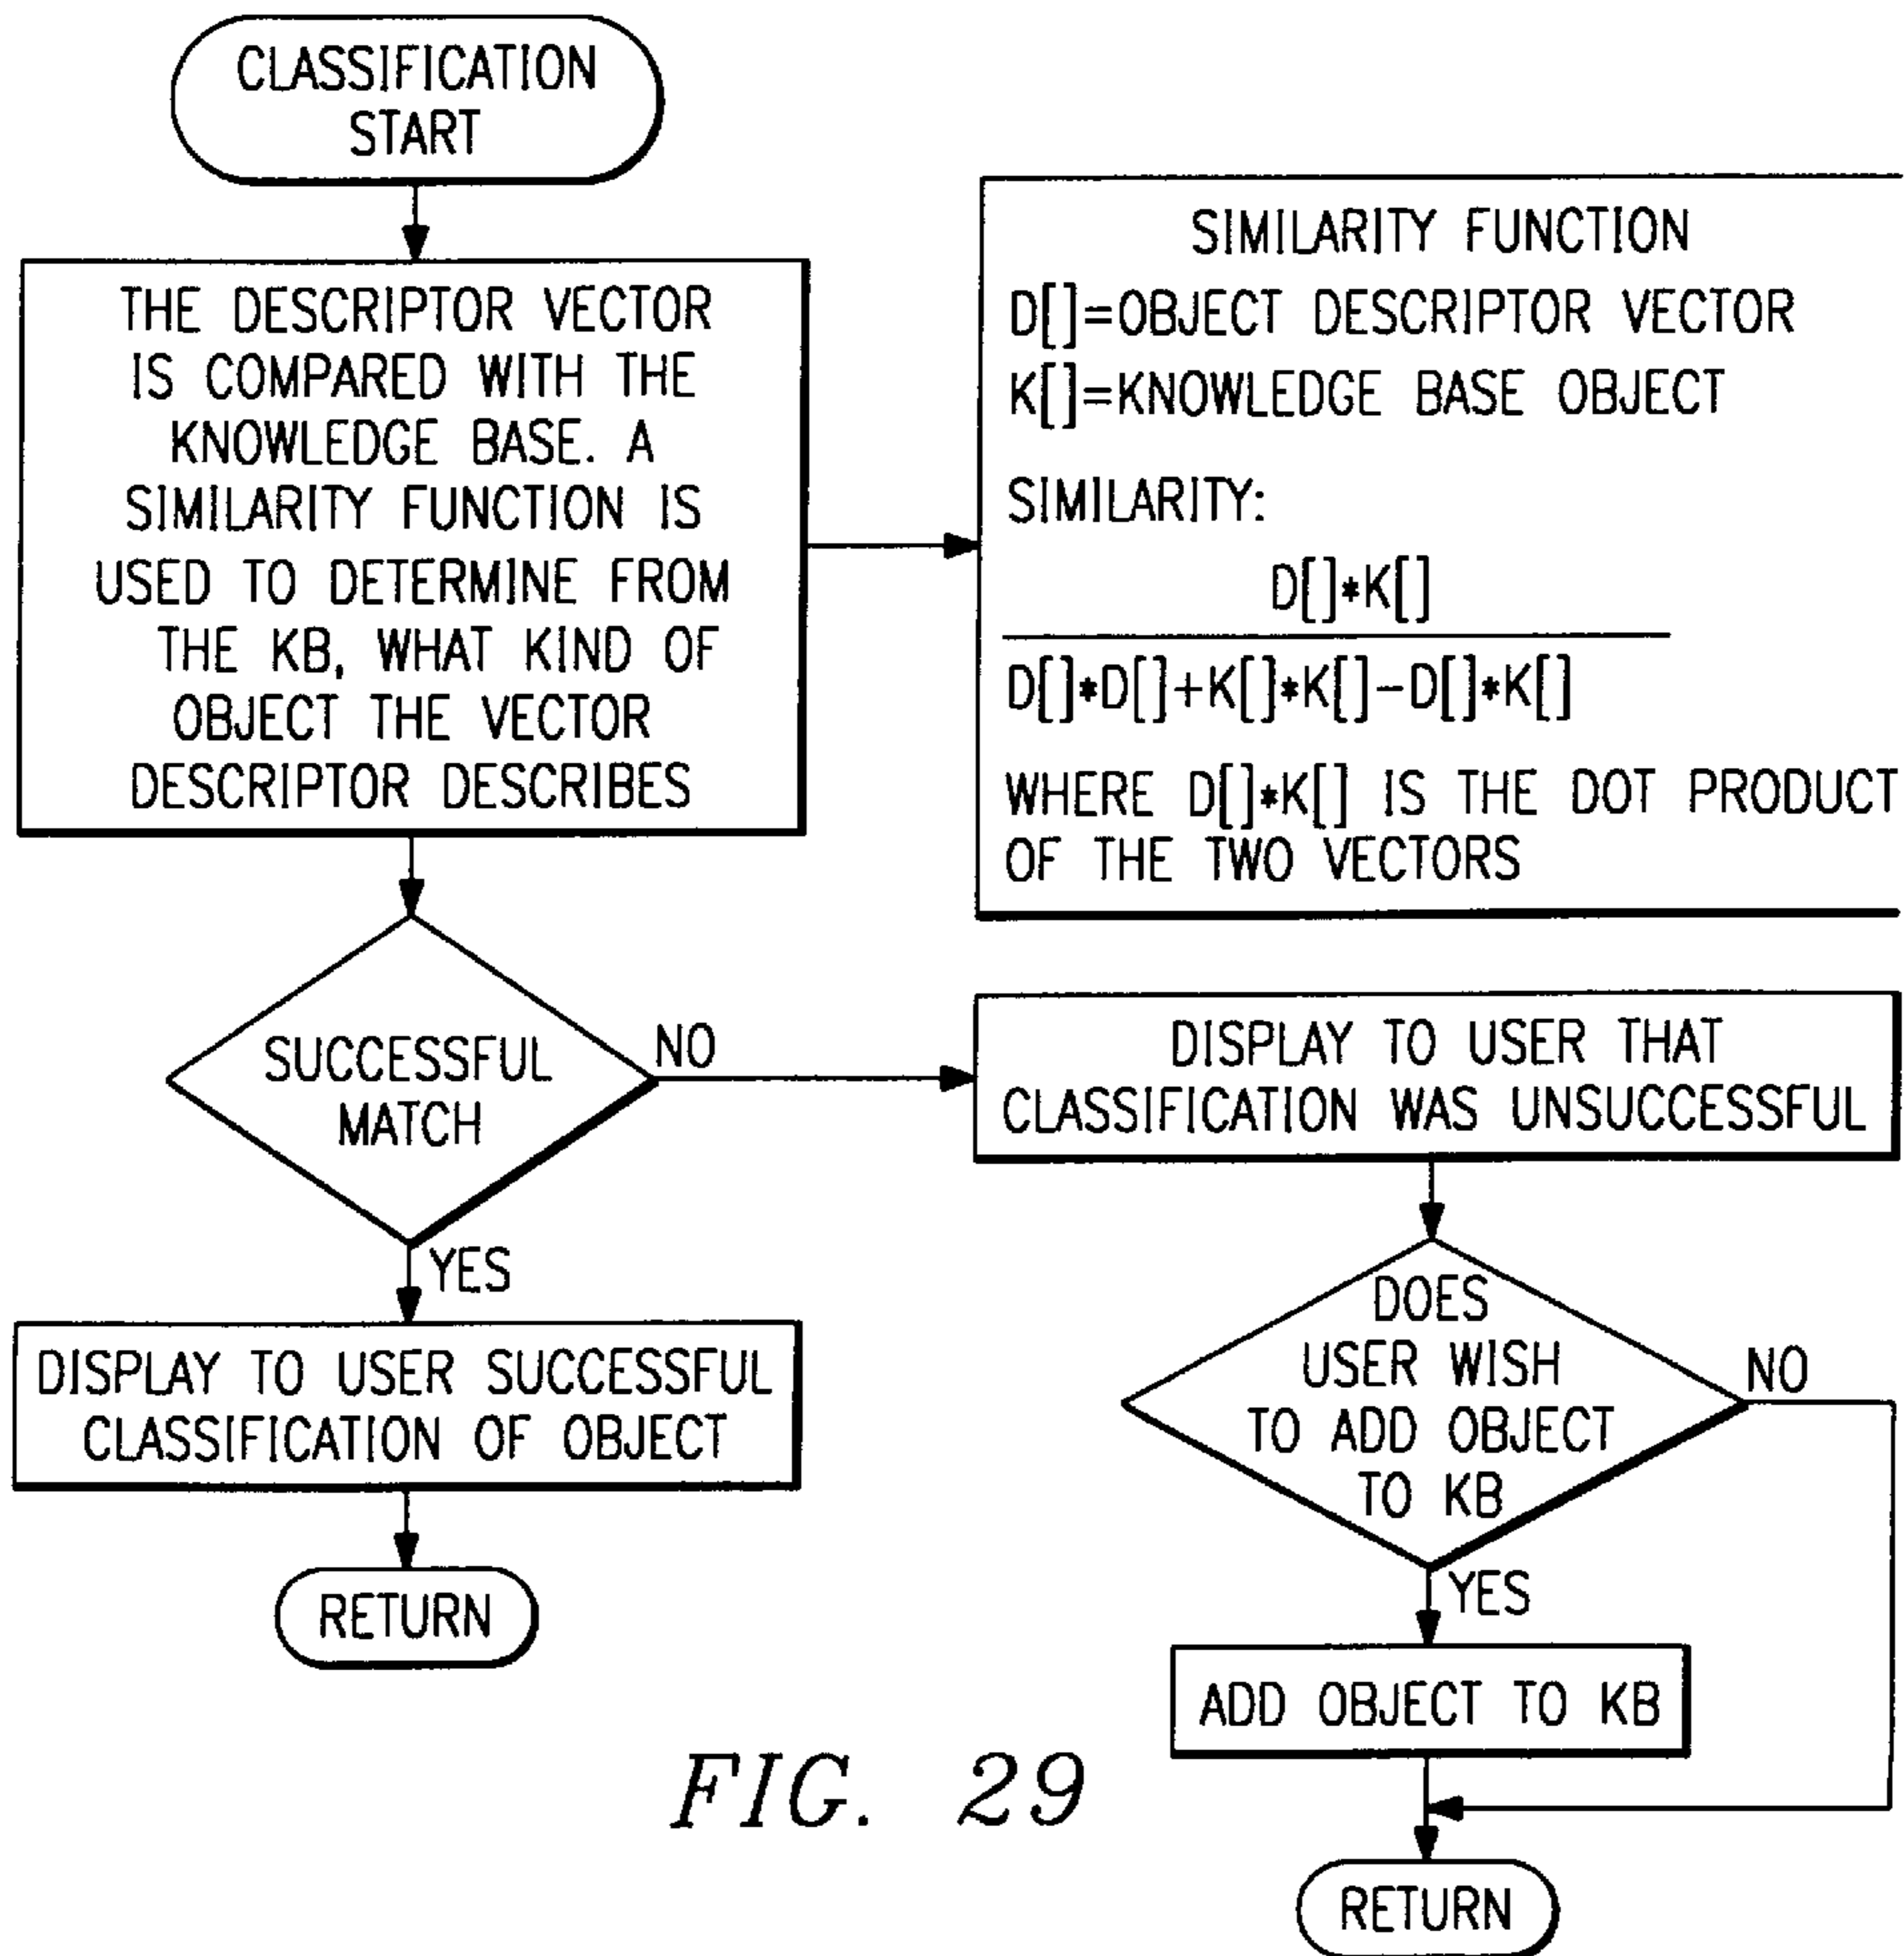 CLASSIFICATION
START
THE DESCRIPTOR VECTOR
IS COMPARED WITH THE
KNOWLEDGE BASE. A
SIMILARITY FUNCTION IS
USED TO DETERMINE FROM
THE KB, WHAT KIND OF
OBJECT THE VECTOR
DESCRIPTOR DESCRIBES
SIMILARITY FUNCTION
D[]=OBJECT DESCRIPTOR VECTOR
K[]=KNOWLEDGE BASE OBJECT
SIMILARITY:
D[]*K[]
D[]*D[]+K[]*K[]-D[]*K[]
WHERE D[]*K[] IS THE DOT PRODUCT
OF THE TWO VECTORS
SUCCESSFUL
MATCH
NO
YES
DISPLAY TO USER THAT
CLASSIFICATION WAS UNSUCCESSFUL
DISPLAY TO USER SUCCESSFUL
CLASSIFICATION OF OBJECT
RETURN
DOES
USER WISH
TO ADD OBJECT
TO KB
NO
YES
ADD OBJECT TO KB
RETURN
FIG. 29